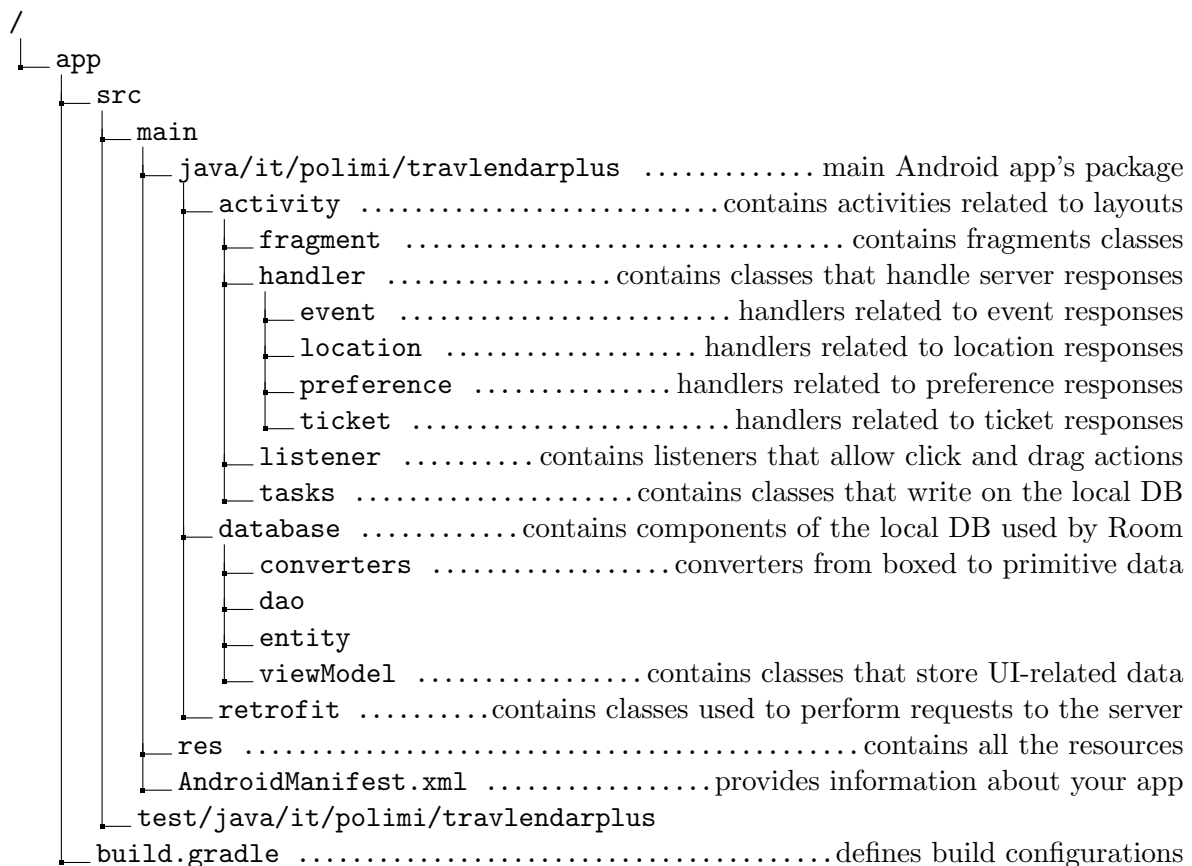 /
app
src
main
java/it/polimi/travlendarplus ............. main Android app's package
activity ........................... contains activities related to layouts
fragment ................................. contains fragments classes
handler ................. contains classes that handle server responses
event ......................... handlers related to event responses
location ................... handlers related to location responses
preference ............... handlers related to preference responses
ticket ........................ handlers related to ticket responses
listener .......... contains listeners that allow click and drag actions
tasks ..................... contains classes that write on the local DB
database ............ contains components of the local DB used by Room
converters .................. converters from boxed to primitive data
dao
entity
viewModel ................. contains classes that store UI-related data
retrofit .......... contains classes used to perform requests to the server
res .............................................. contains all the resources
AndroidManifest.xml ................. provides information about your app
test/java/it/polimi/travlendarplus
build.gradle ........................................ defines build configurations